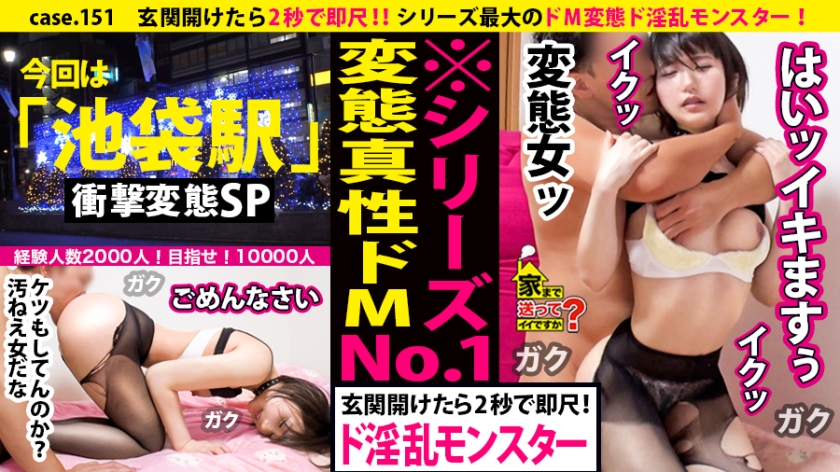 case.151 玄関開けたら2秒で即尺!! シリーズ最大のドM変態ド淫乱モンスター！
今回は
「池袋駅」
衝撃変態SP
経験人数2000人！目指せ！10000人
ガク
ごめんなさい
ケツもしてんのか？
汚ねえ女だな
ガク
※シリーズ
変態真性ドM
No.1
玄関開けたら2秒で即尺!
ド淫乱モンスター
はいッイキますぅ
イクッ
変態女ッ
家まで
送って
イイですか
?
ガク
イクッ
ガク